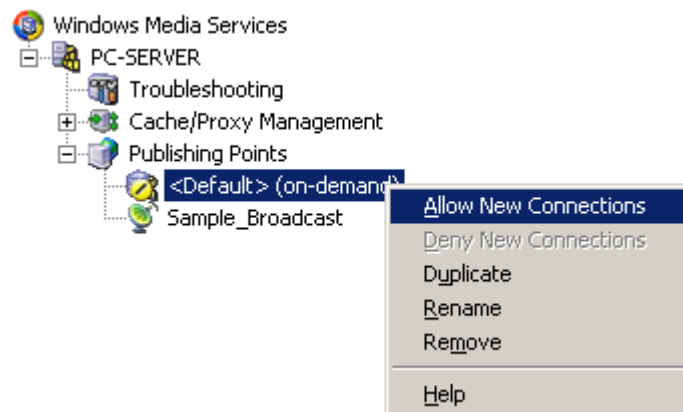 Windows Media Services
PC-SERVER
Troubleshooting
Cache/Proxy Management
Publishing Points
<Default> (on-demand)
Sample_Broadcast
Allow New Connections
Deny New Connections
Duplicate
Rename
Remove
Help